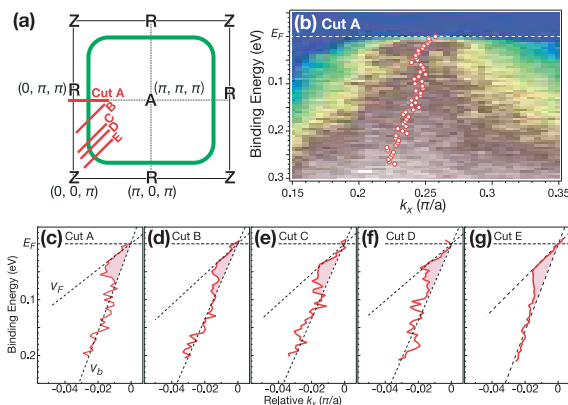 (a)
Z R Z
(0, π, π) (π, π, π)
R Cut A A R
B
C
D
E
Z R Z
(0, 0, π) (π, 0, π)
(b) Cut A
E_F
0.1
0.2
0.3
Binding Energy (eV)
0.15 0.20 0.25 0.30 0.35
k_x (π/a)
(c) Cut A
(d) Cut B
(e) Cut C
(f) Cut D
(g) Cut E
E_F
0.1
0.2
Binding Energy (eV)
v_F
v_b
-0.04 -0.02 0 -0.04 -0.02 0 -0.04 -0.02 0 -0.04 -0.02 0 -0.04 -0.02 0
Relative k_x (π/a)